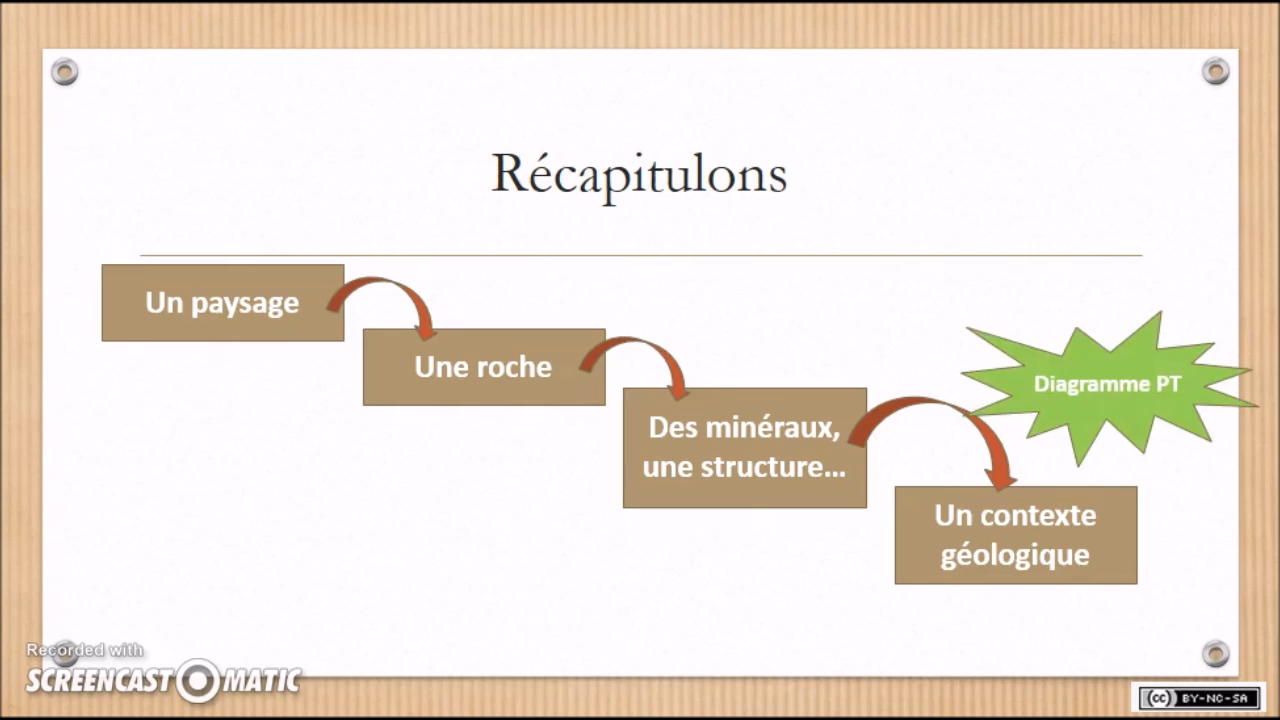 Récapitulons
Un paysage
Une roche
Diagramme PT
Des minéraux,
une structure...
Un contexte
géologique
Recorded with
SCREENCAST MATIC
cc BY-NC-SA